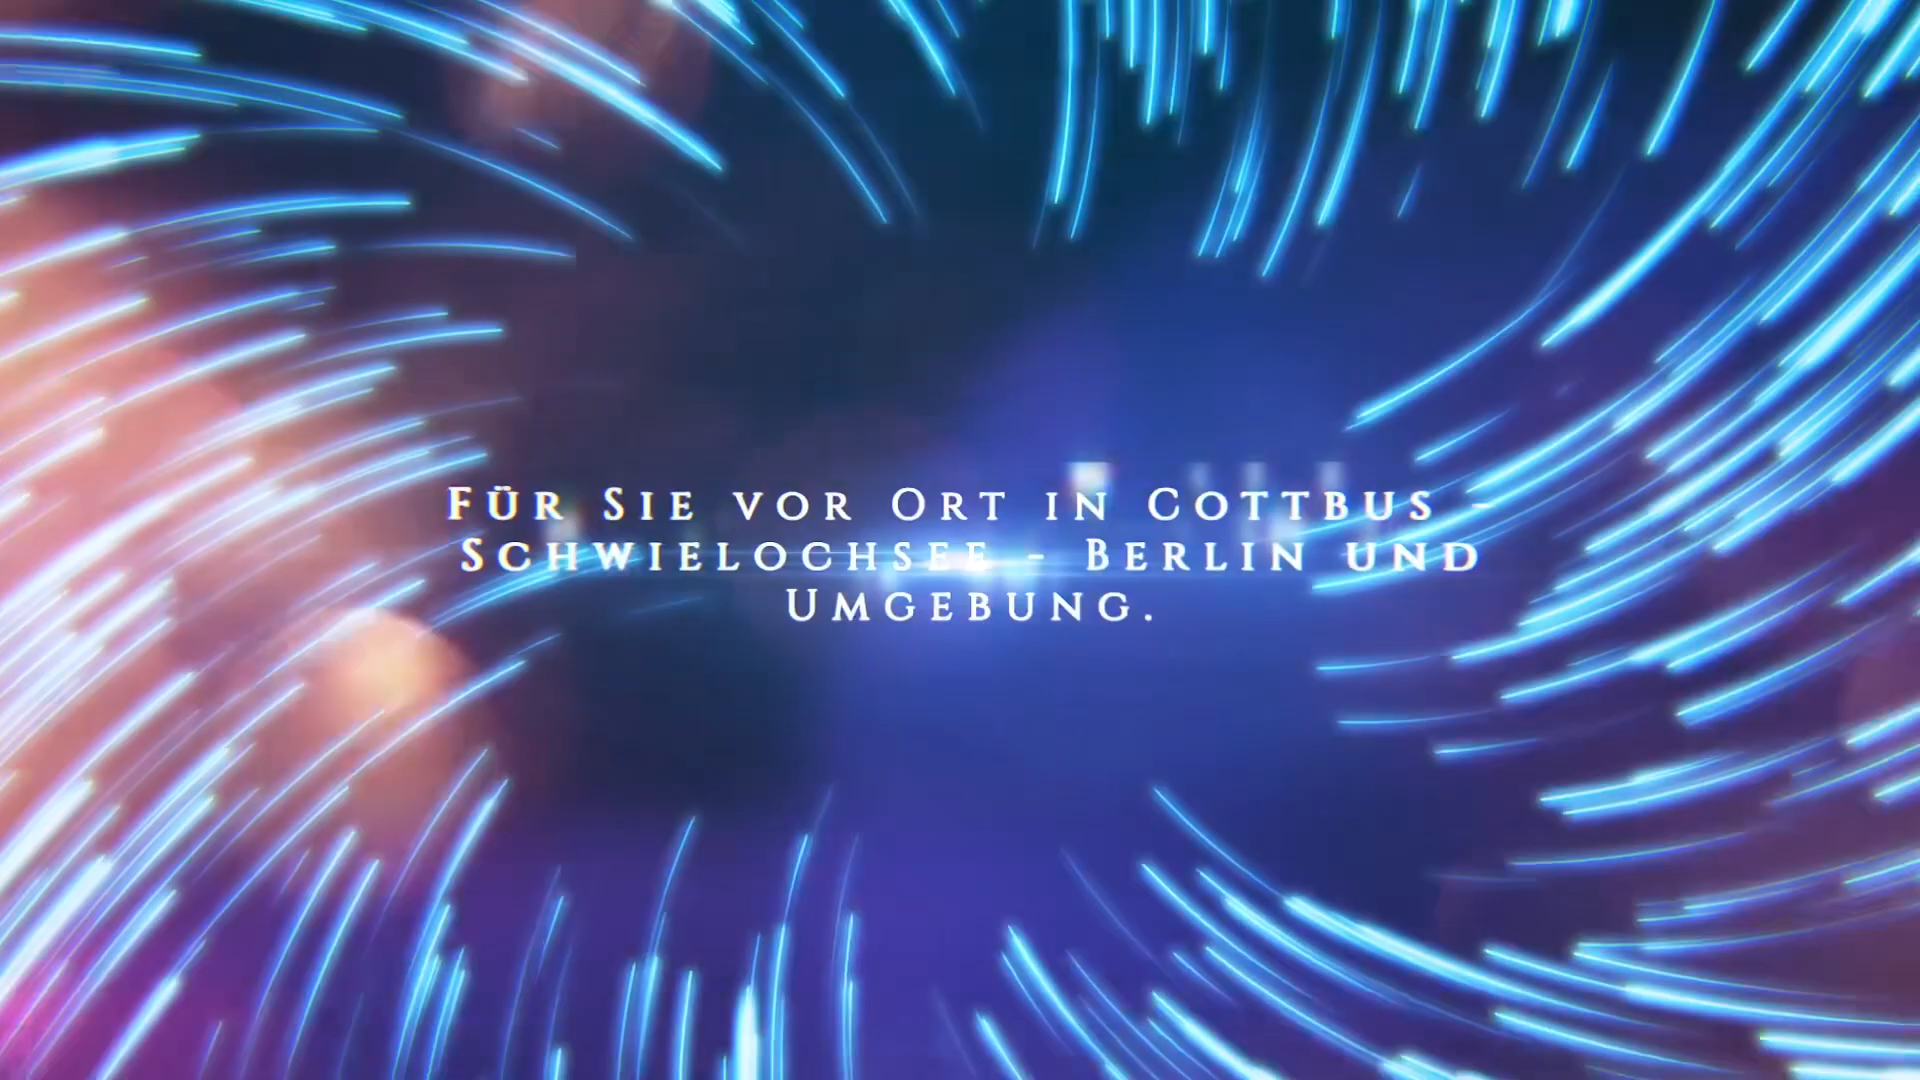 Für Sie vor Ort in Cottbus -
Schwielochsee - Berlin und
Umgebung.